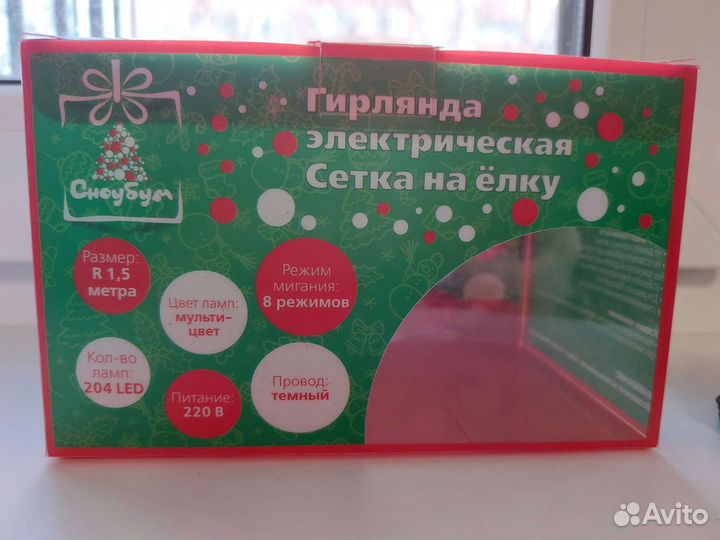 Гирлянда
электрическая
Сетка на ёлку
Сноубум
Размер:
R 1,5
метра
Цвет ламп:
мульти-
цвет
Режим
мигания:
8 режимов
Кол-во
ламп:
204 LED
Питание:
220 В
Провод:
темный
Avito